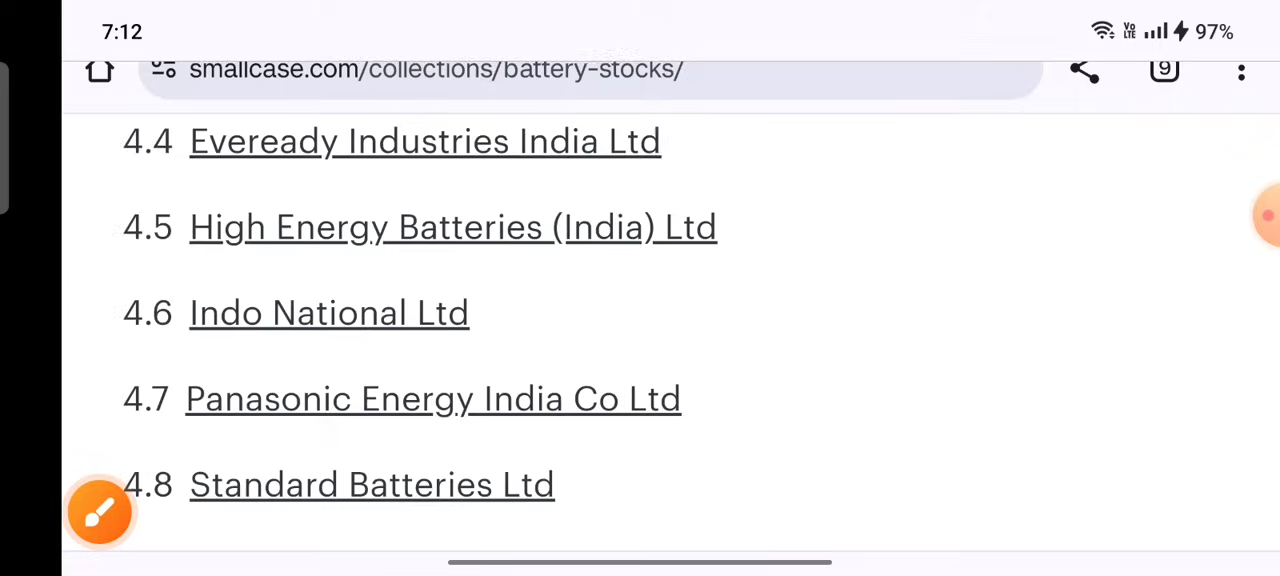 7:12
Vo LTE 97%
smallcase.com/collections/battery-stocks/
9
4.4 Eveready Industries India Ltd
4.5 High Energy Batteries (India) Ltd
4.6 Indo National Ltd
4.7 Panasonic Energy India Co Ltd
4.8 Standard Batteries Ltd